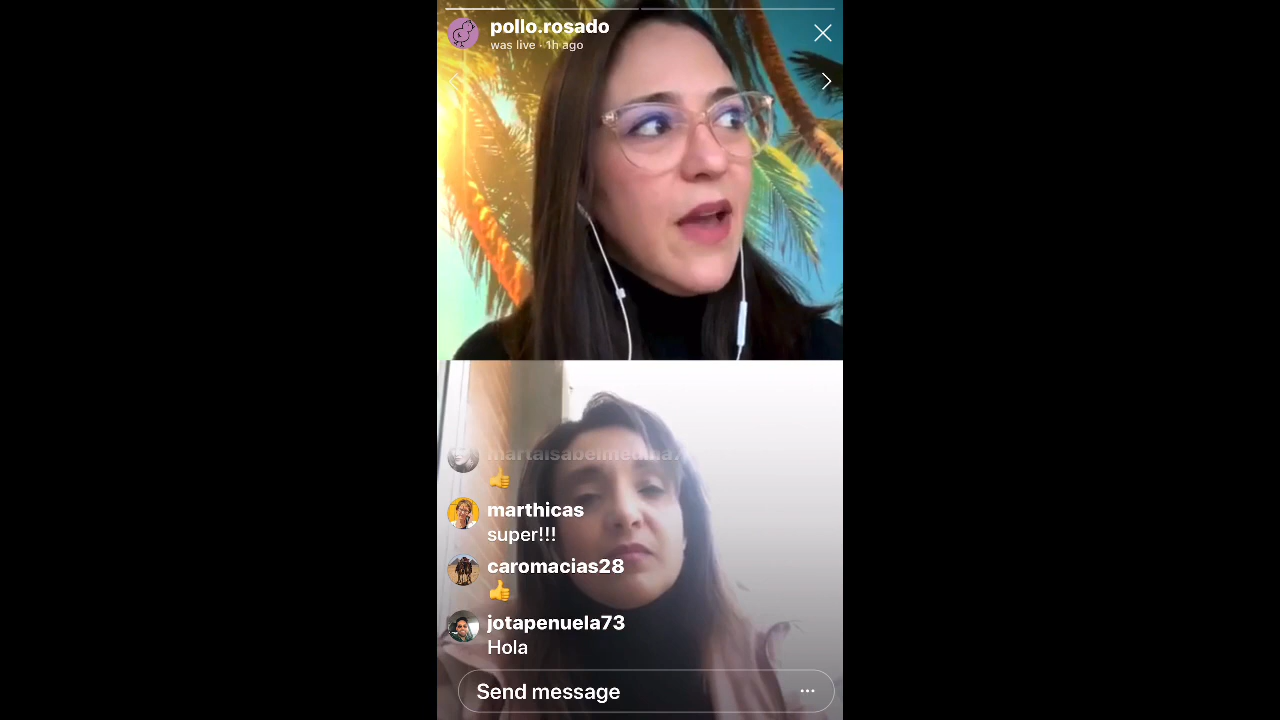 pollo.rosado
was live · 1h ago
👍
marthicas
super!!!
caromacias28
👍
jotapenuela73
Hola
Send message